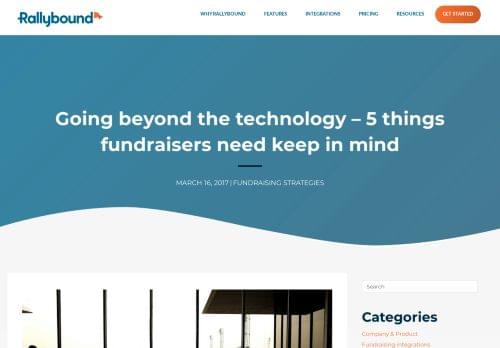 Rallybound
WHY RALLYBOUND
FEATURES
INTEGRATIONS
PRICING
RESOURCES
GET STARTED
Going beyond the technology – 5 things
fundraisers need keep in mind
MARCH 16, 2017 | FUNDRAISING STRATEGIES
Search
Categories
Company & Product
Fundraising integrations